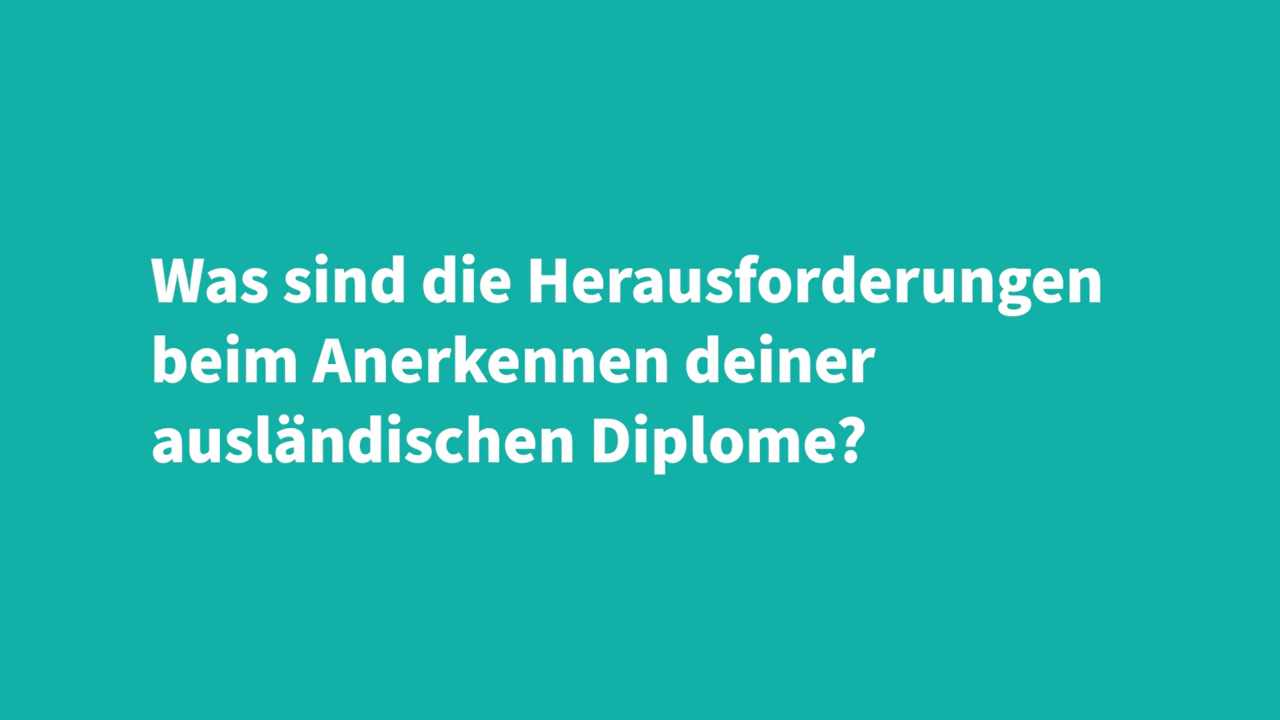 Was sind die Herausforderungen
beim Anerkennen deiner
ausländischen Diplome?